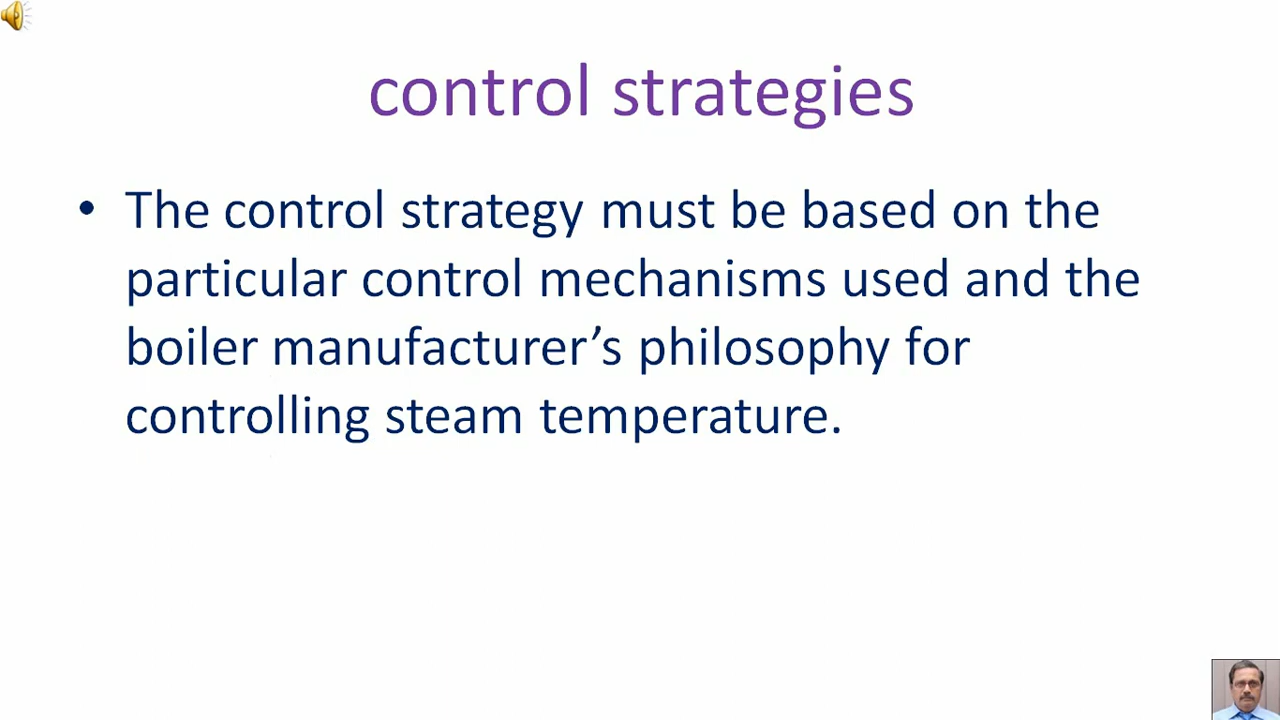 control strategies
• The control strategy must be based on the
particular control mechanisms used and the
boiler manufacturer’s philosophy for
controlling steam temperature.